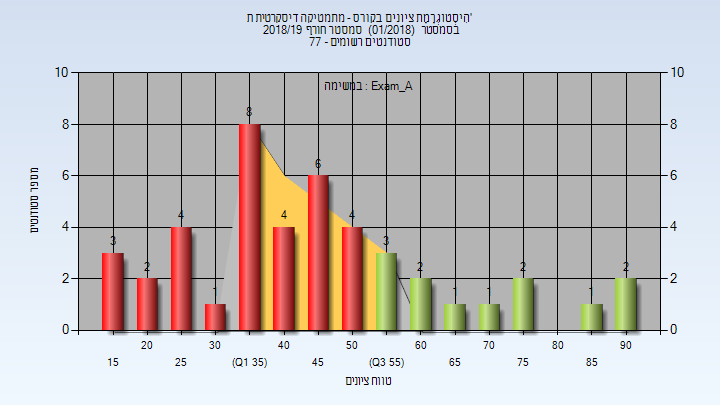 היסטוגרמת ציונים בקורס - מתמטיקה דיסקרטית ת'
בסמסטר (01/2018) סמסטר חורף 2018/19
סטודנטים רשומים - 77
במשימה : Exam_A
מספר סטודנטים
10 8 6 4 2 0
10 8 6 4 2 0
3 2 4 1 8 4 6 4 3 2 1 1 2 1 2
20 30 40 50 60 70 80 90
15 25 (Q1 35) 45 (Q3 55) 65 75 85
טווח ציונים